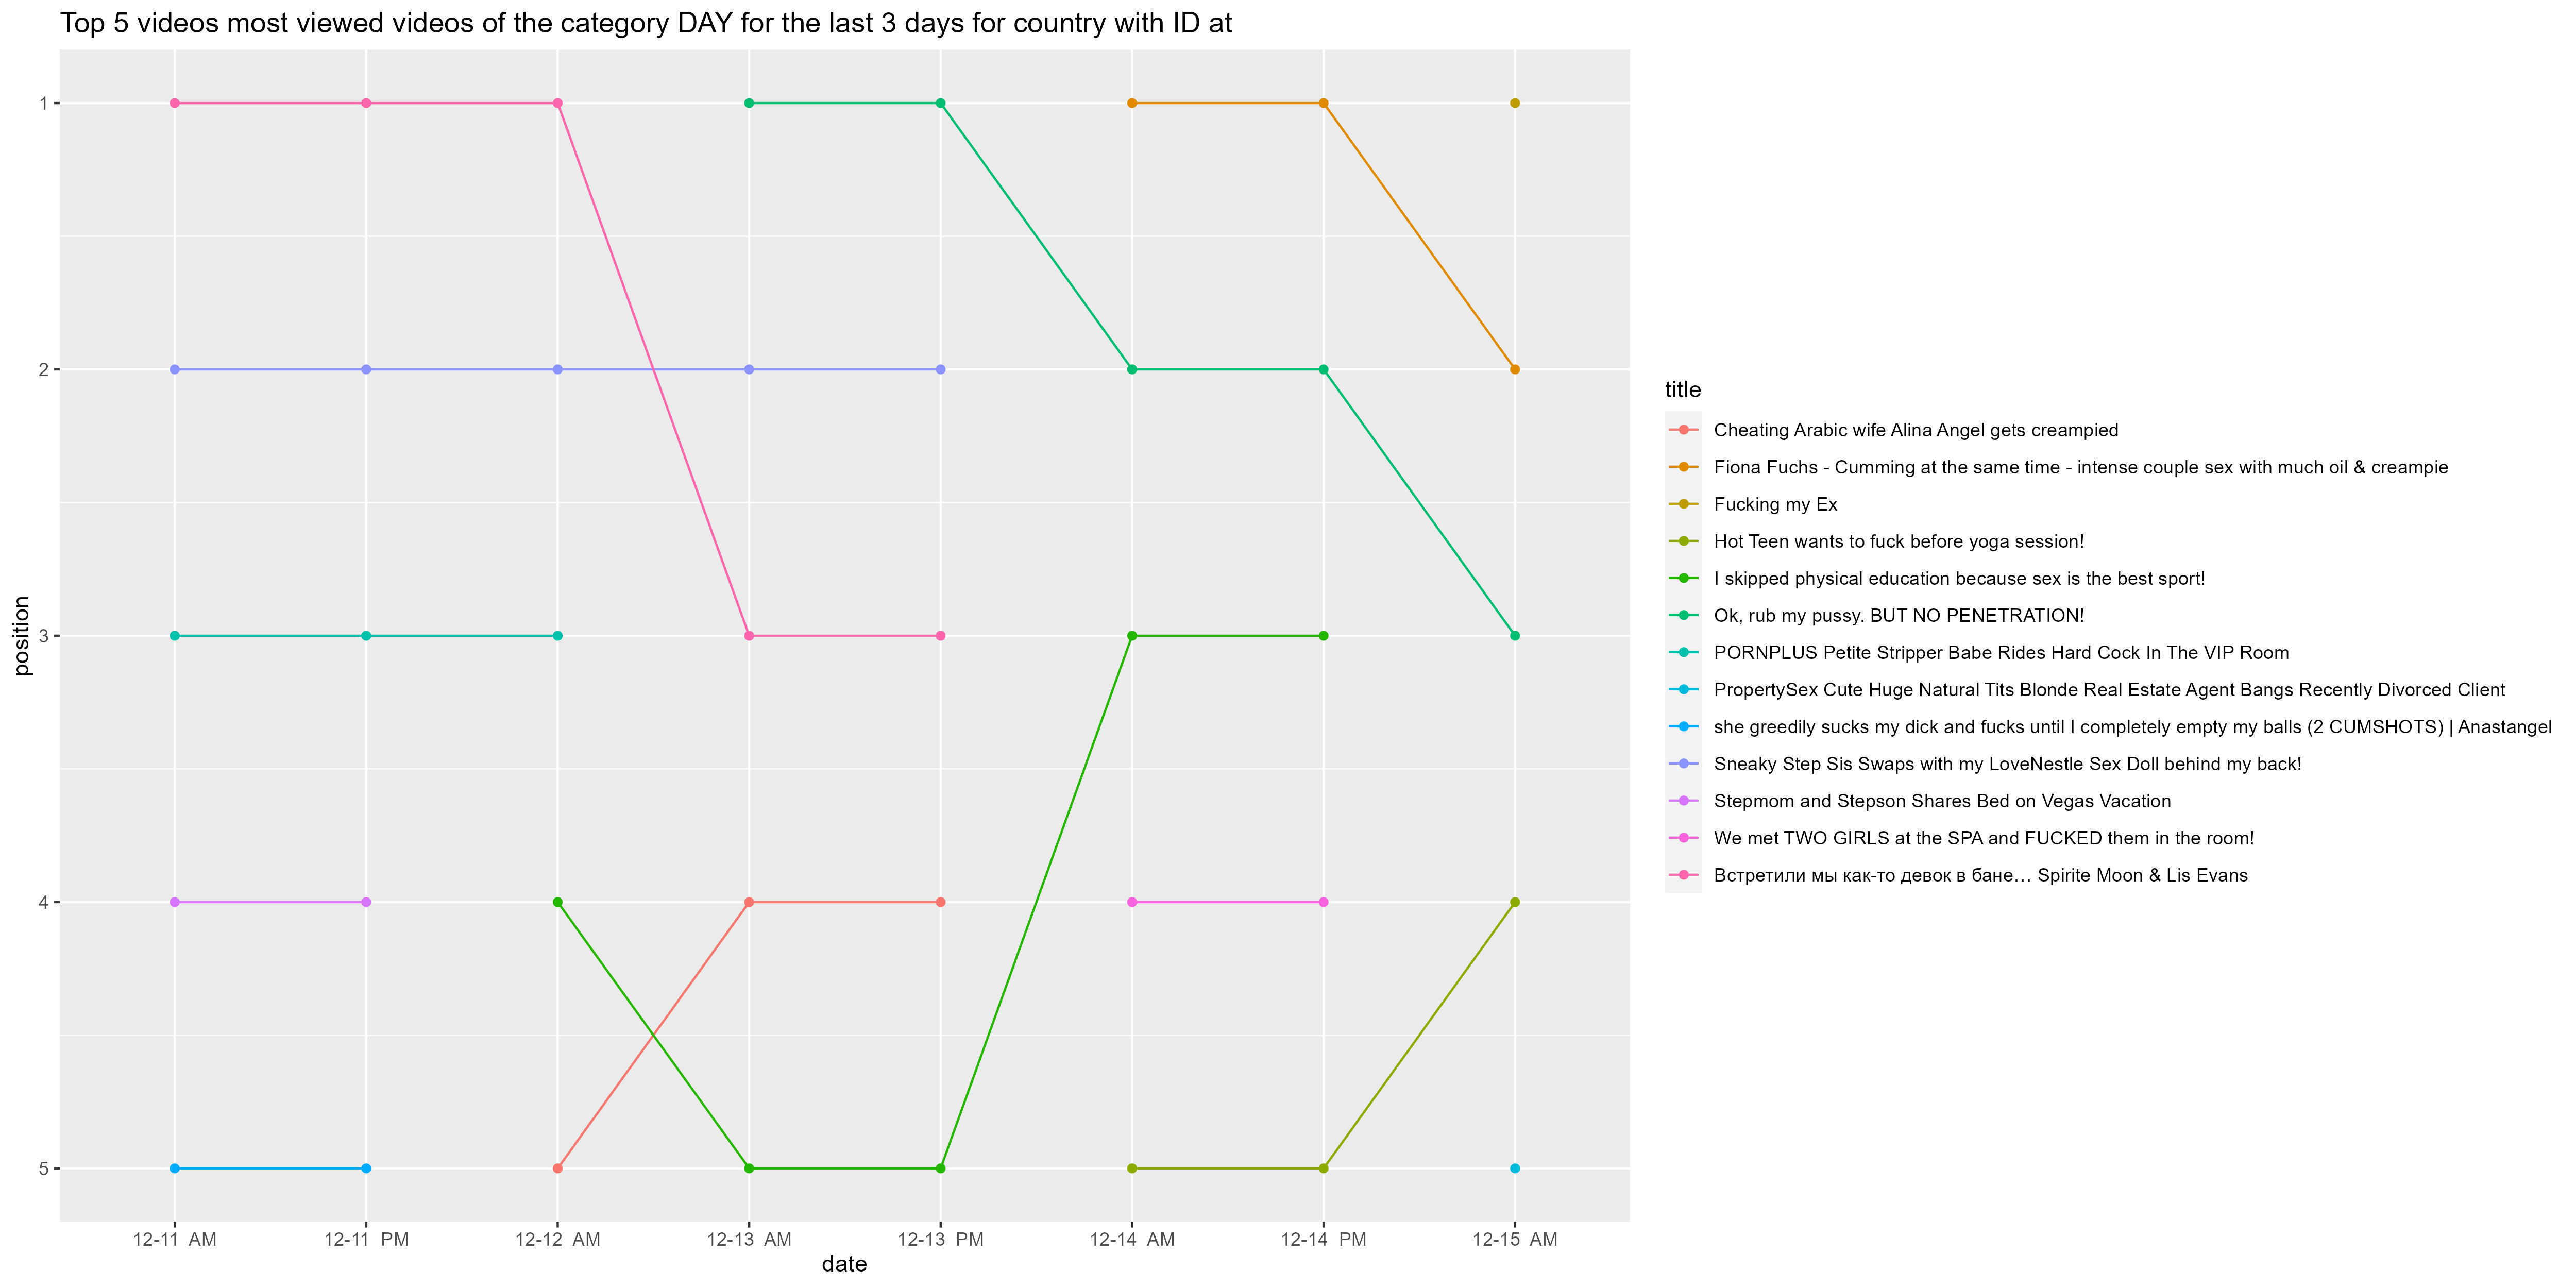 Top 5 videos most viewed videos of the category DAY for the last 3 days for country with ID at
1
2
3
4
5
position
12-11 AM
12-11 PM
12-12 AM
12-13 AM
12-13 PM
12-14 AM
12-14 PM
12-15 AM
date
title
Cheating Arabic wife Alina Angel gets creampied
Fiona Fuchs - Cumming at the same time - intense couple sex with much oil & creampie
Fucking my Ex
Hot Teen wants to fuck before yoga session!
I skipped physical education because sex is the best sport!
Ok, rub my pussy. BUT NO PENETRATION!
PORNPLUS Petite Stripper Babe Rides Hard Cock In The VIP Room
PropertySex Cute Huge Natural Tits Blonde Real Estate Agent Bangs Recently Divorced Client
she greedily sucks my dick and fucks until I completely empty my balls (2 CUMSHOTS) | Anastangel
Sneaky Step Sis Swaps with my LoveNestle Sex Doll behind my back!
Stepmom and Stepson Shares Bed on Vegas Vacation
We met TWO GIRLS at the SPA and FUCKED them in the room!
Встретили мы как-то девок в бане… Spirite Moon & Lis Evans